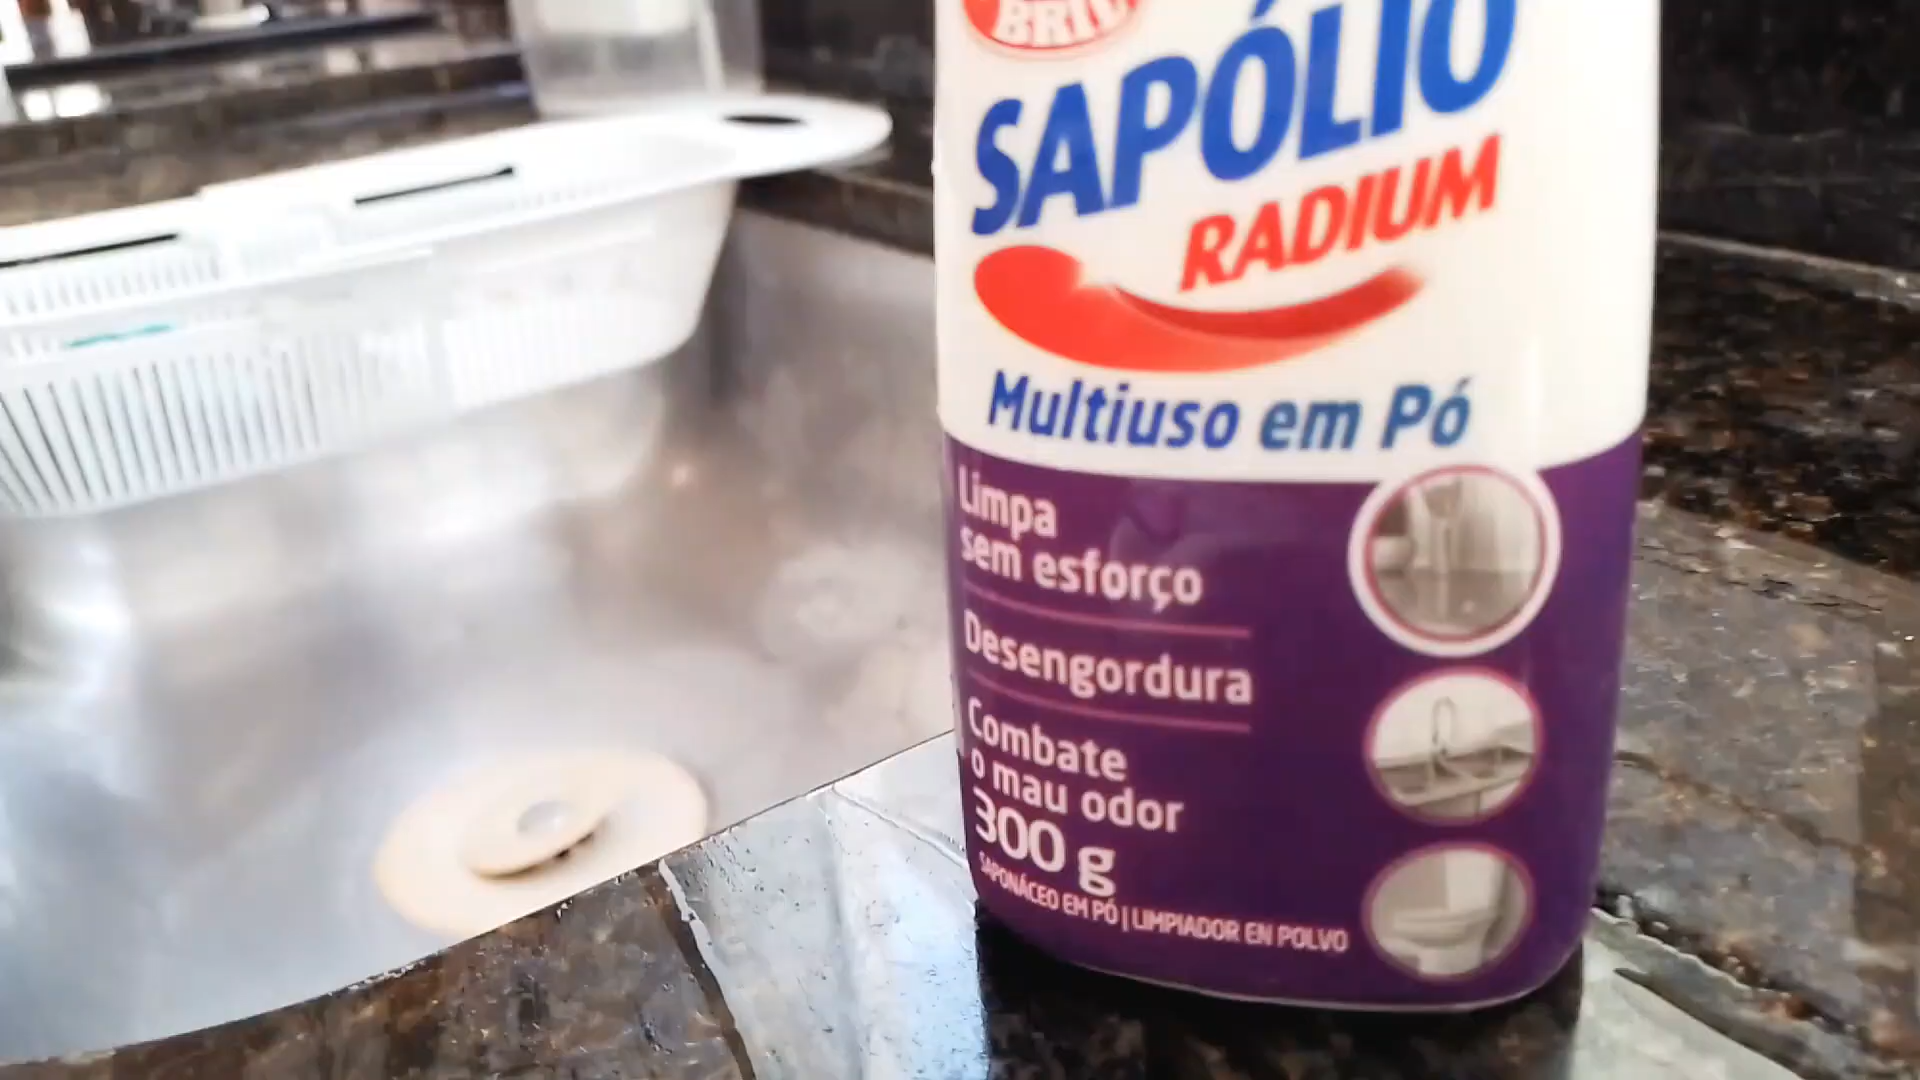 BRIL
SAPÓLIO
RADIUM
Multiuso em Pó
Limpa
sem esforço
Desengordura
Combate
o mau odor
300 g
SAPONÁCEO EM PÓ | LIMPIADOR EN POLVO